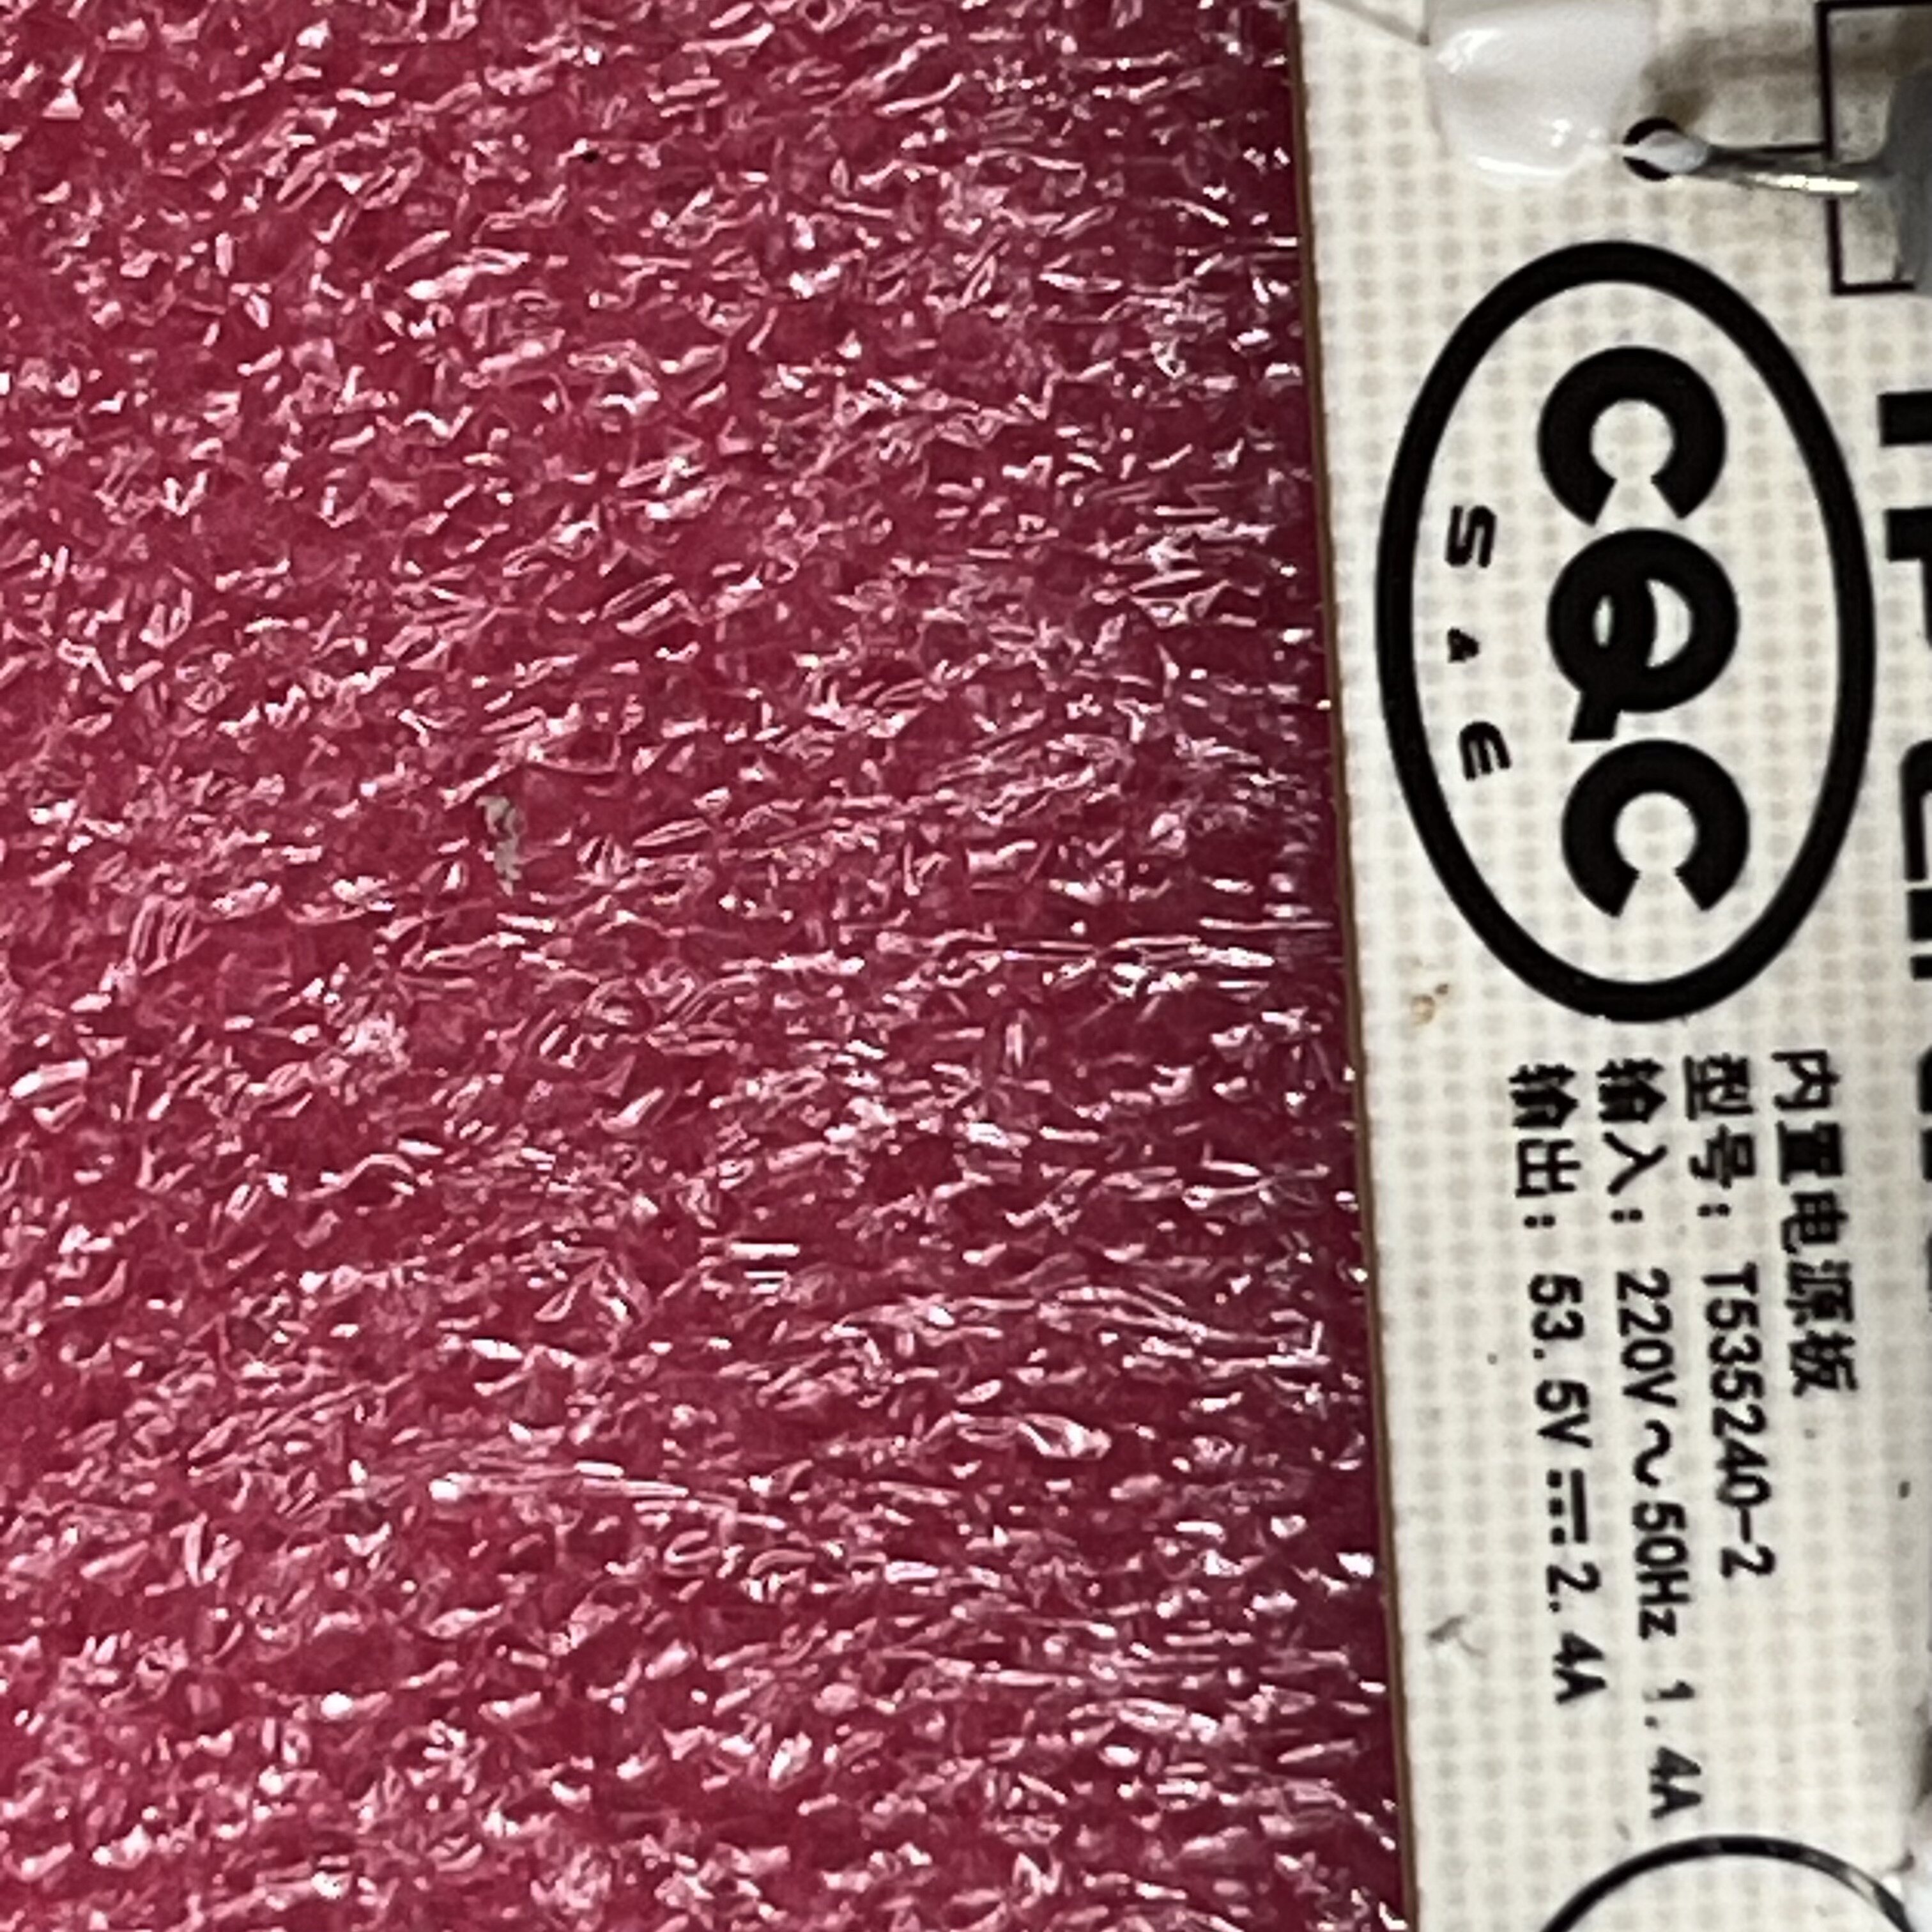 CQC
S A E
内置电源板
型号: T535240-2
输入: 220V~50Hz 1.4A
输出: 53.5V⎓2.4A